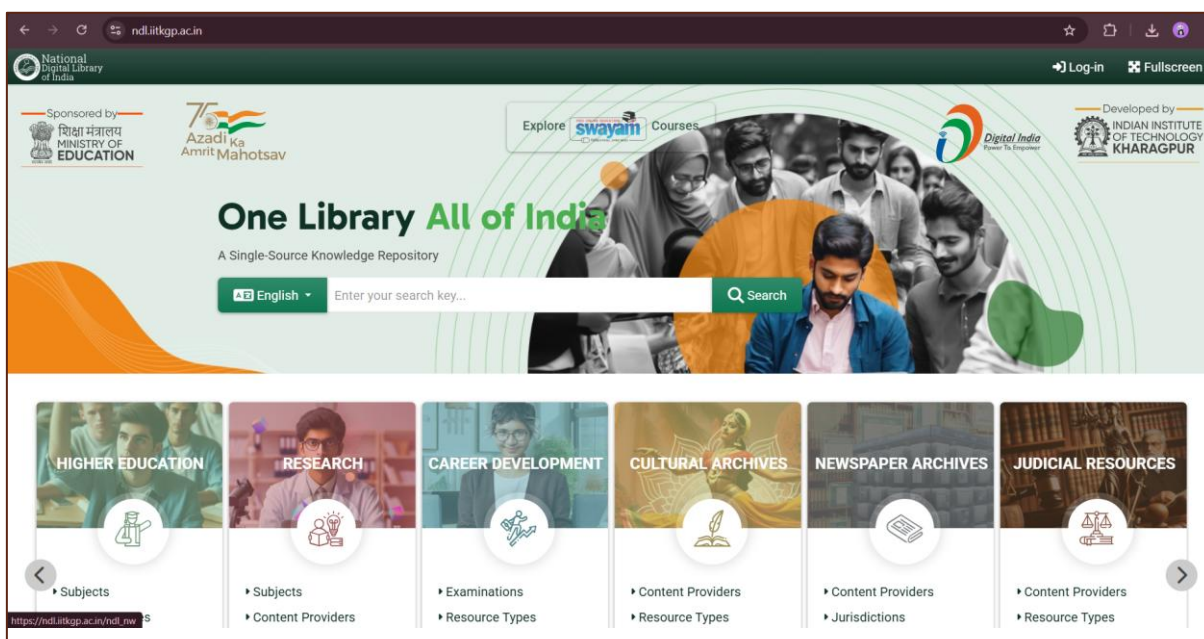 ndl.iitkgp.ac.in
National
Digital Library
of India
Log-in
Fullscreen
Sponsored by
शिक्षा मंत्रालय
MINISTRY OF
EDUCATION
75
Azadi Ka
Amrit Mahotsav
Explore swayam Courses
Digital India
Power To Empower
Developed by
INDIAN INSTITUTE
OF TECHNOLOGY
KHARAGPUR
One Library All of India
A Single-Source Knowledge Repository
English
Enter your search key...
Search
HIGHER EDUCATION
RESEARCH
CAREER DEVELOPMENT
CULTURAL ARCHIVES
NEWSPAPER ARCHIVES
JUDICIAL RESOURCES
Subjects
Subjects
Examinations
Content Providers
Content Providers
Content Providers
https://ndl.iitkgp.ac.in/ndl_nw
Content Providers
Resource Types
Resource Types
Jurisdictions
Resource Types